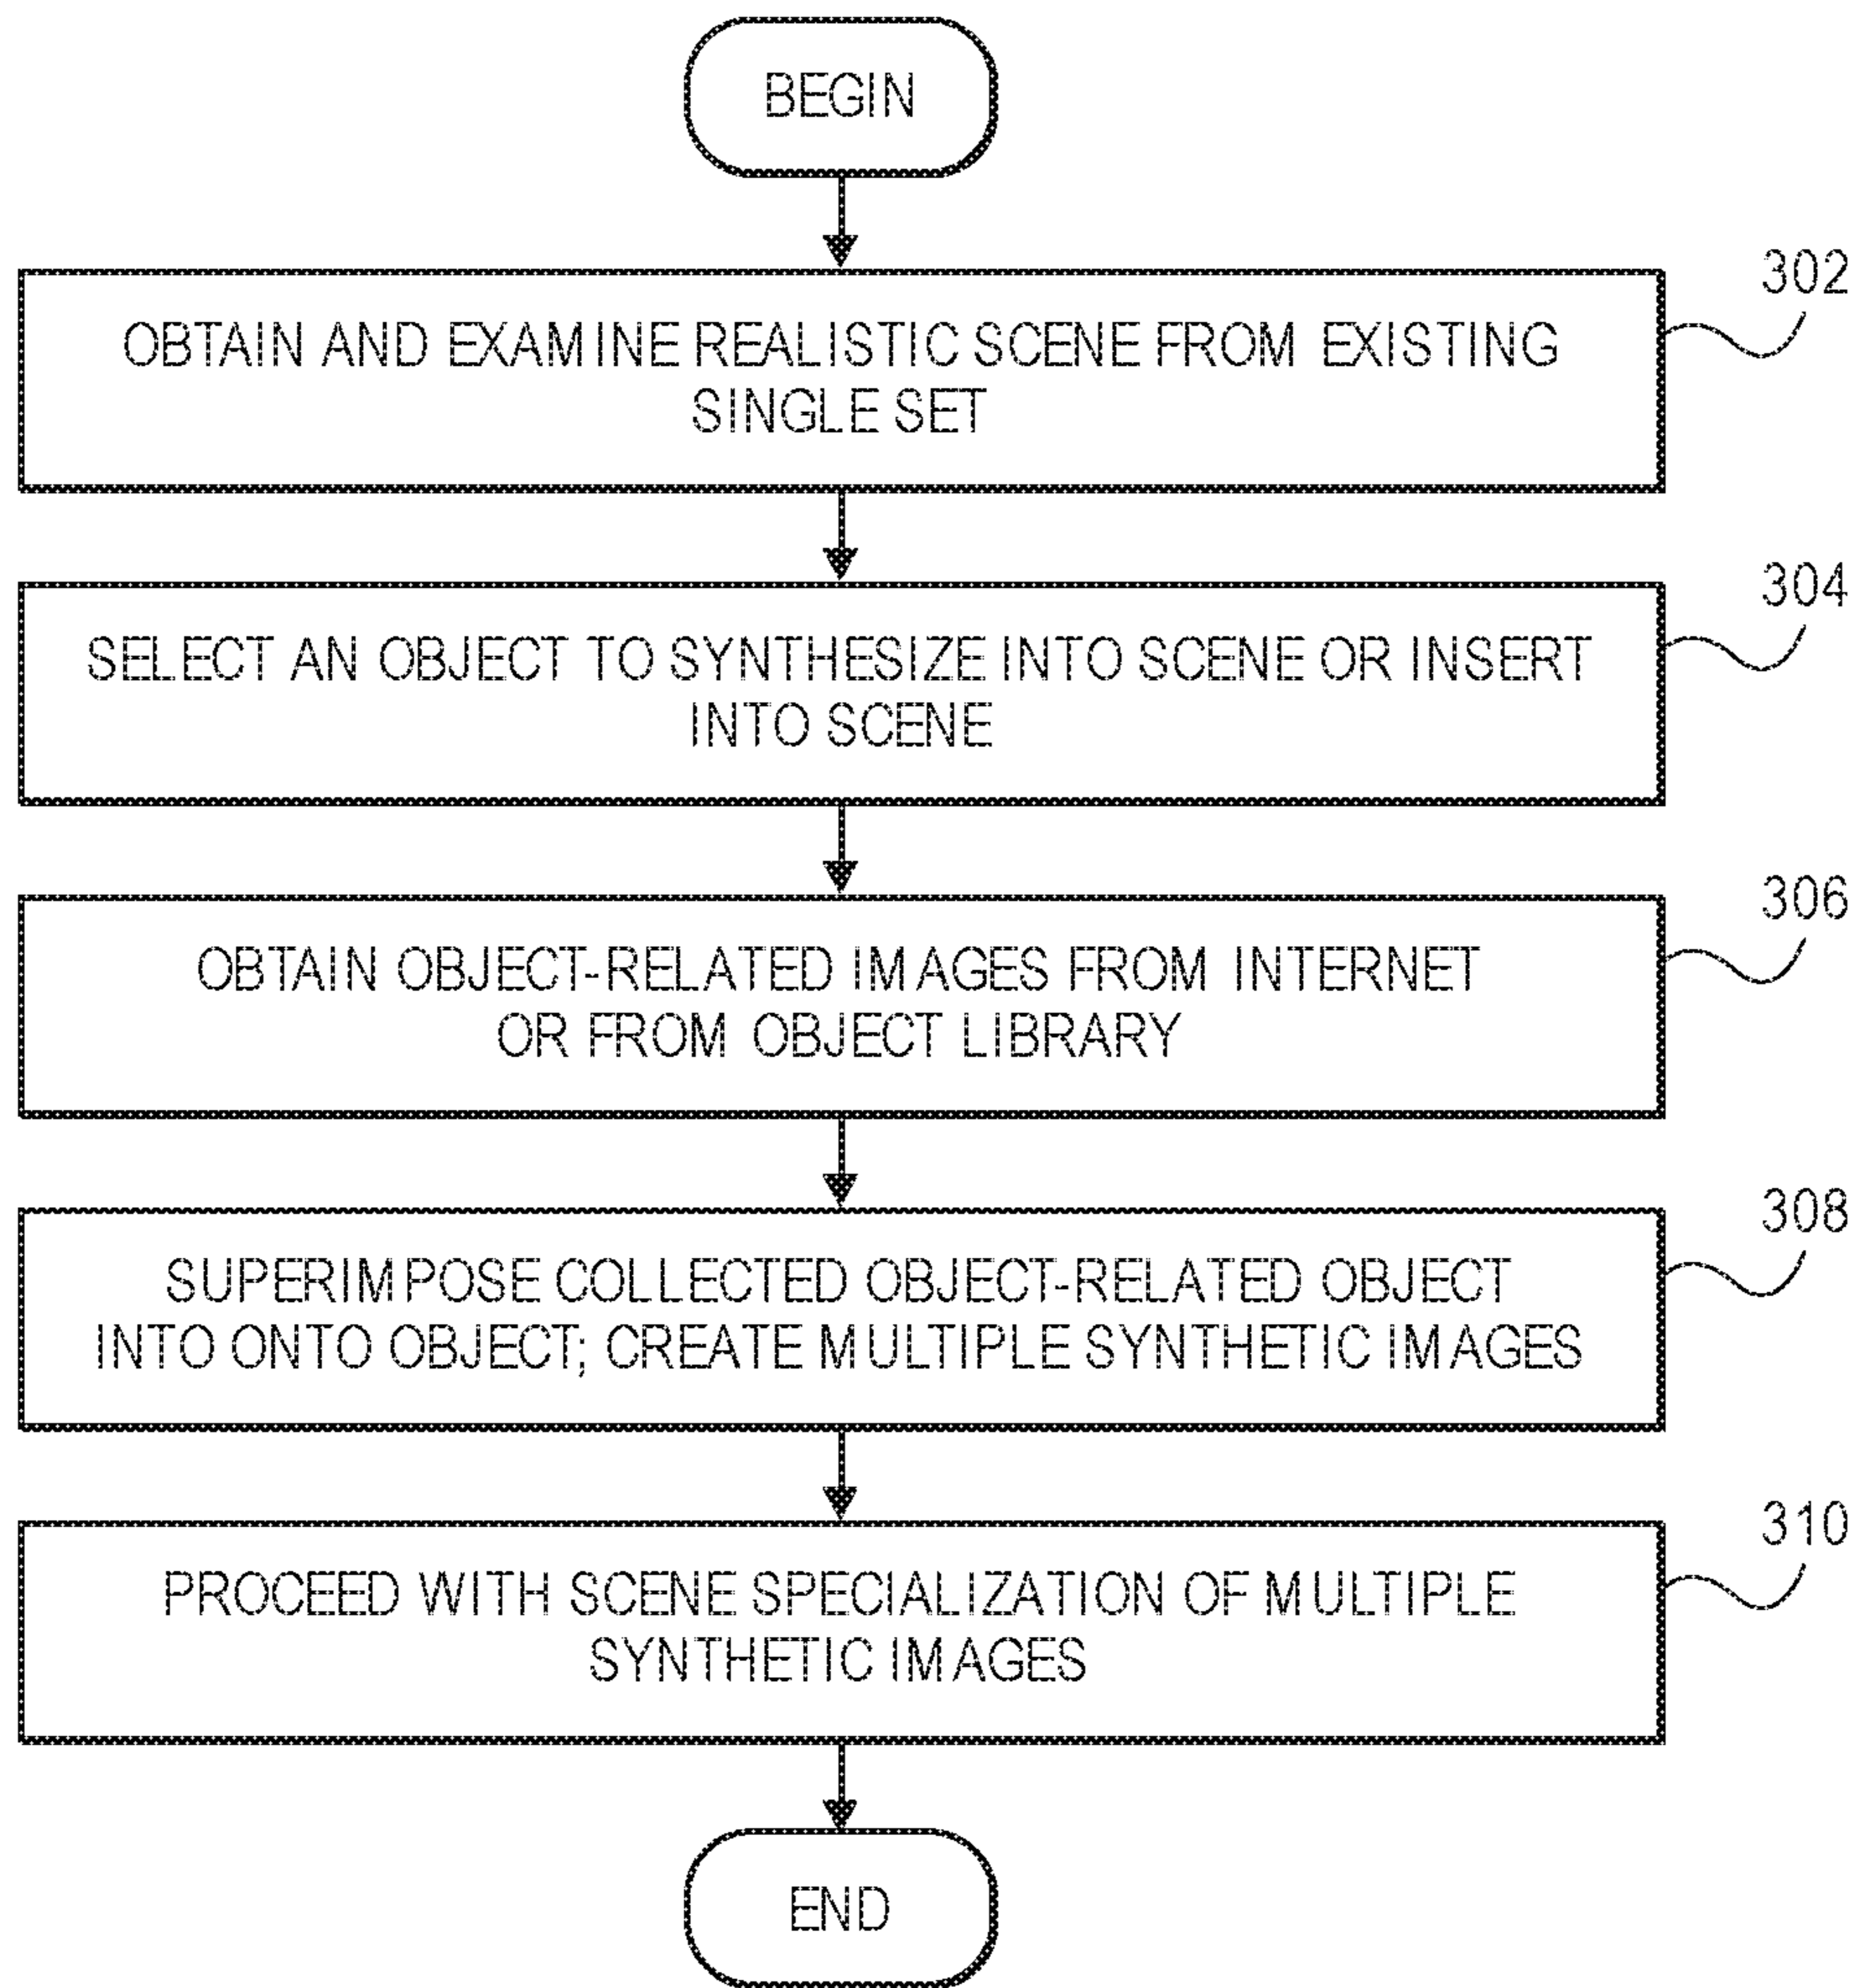 BEGIN
302
OBTAIN AND EXAMINE REALISTIC SCENE FROM EXISTING
SINGLE SET
304
SELECT AN OBJECT TO SYNTHESIZE INTO SCENE OR INSERT
INTO SCENE
306
OBTAIN OBJECT-RELATED IMAGES FROM INTERNET
OR FROM OBJECT LIBRARY
308
SUPERIMPOSE COLLECTED OBJECT-RELATED OBJECT
INTO ONTO OBJECT; CREATE MULTIPLE SYNTHETIC IMAGES
310
PROCEED WITH SCENE SPECIALIZATION OF MULTIPLE
SYNTHETIC IMAGES
END